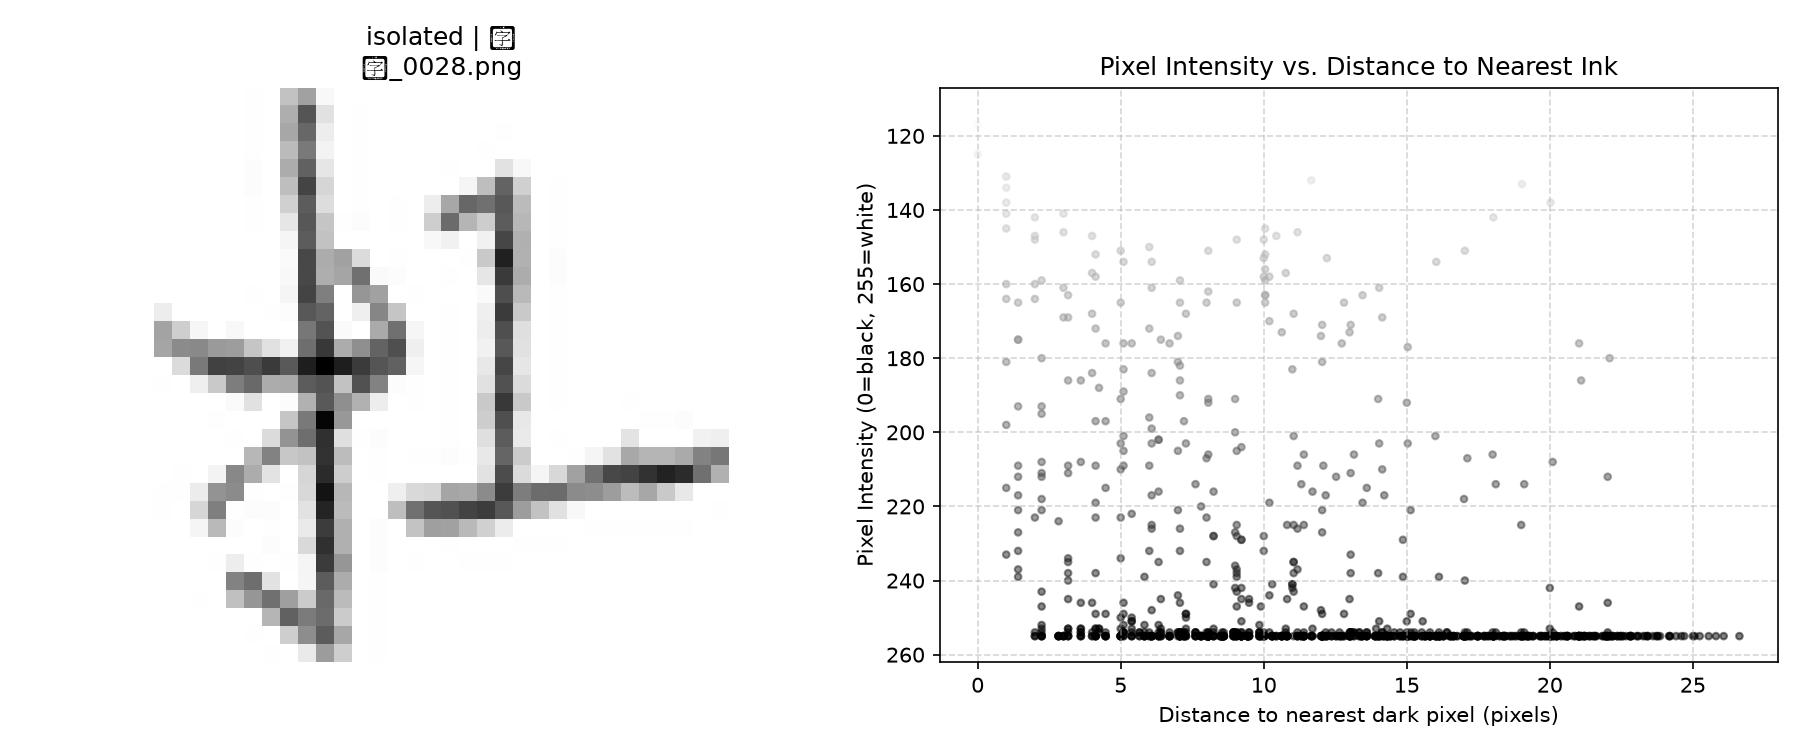 isolated |
_0028.png
Pixel Intensity vs. Distance to Nearest Ink
Pixel Intensity (0=black, 255=white)
120
140
160
180
200
220
240
260
0 5 10 15 20 25
Distance to nearest dark pixel (pixels)